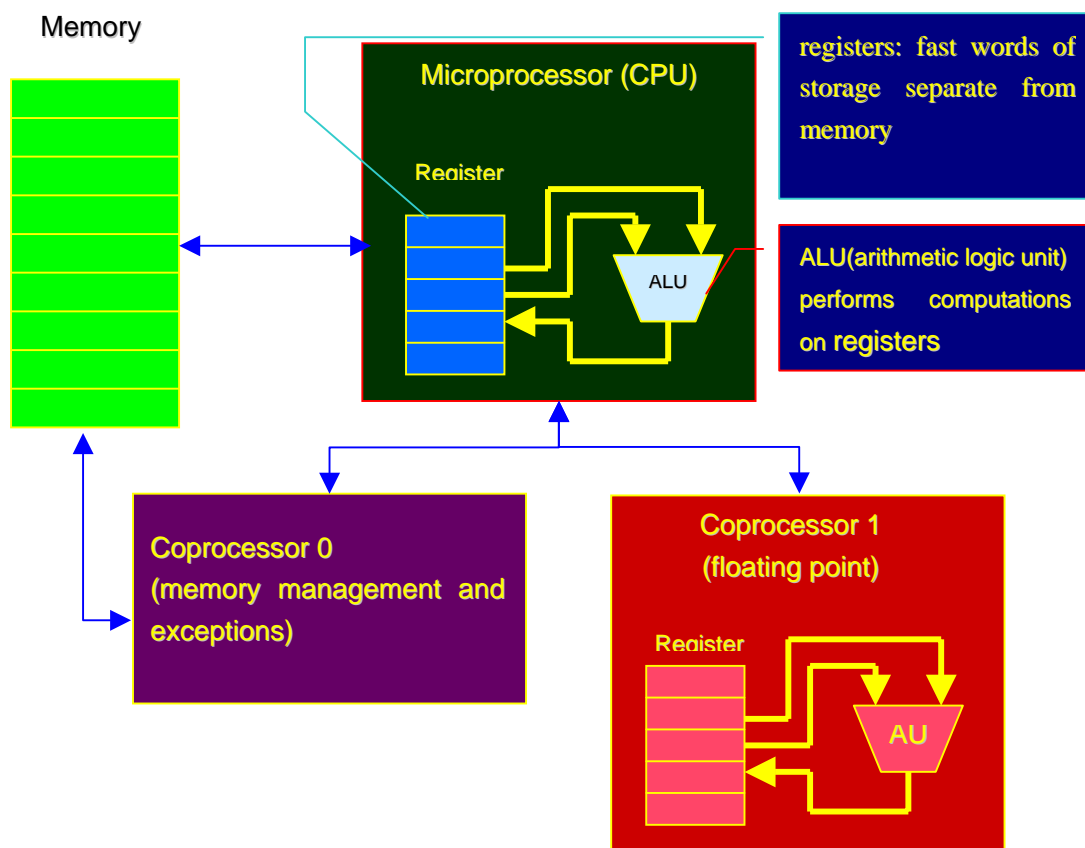 Memory
Microprocessor (CPU)
Register
ALU
registers: fast words of
storage separate from
memory
ALU(arithmetic logic unit)
performs computations
on registers
Coprocessor 0
(memory management and
exceptions)
Coprocessor 1
(floating point)
Register
AU